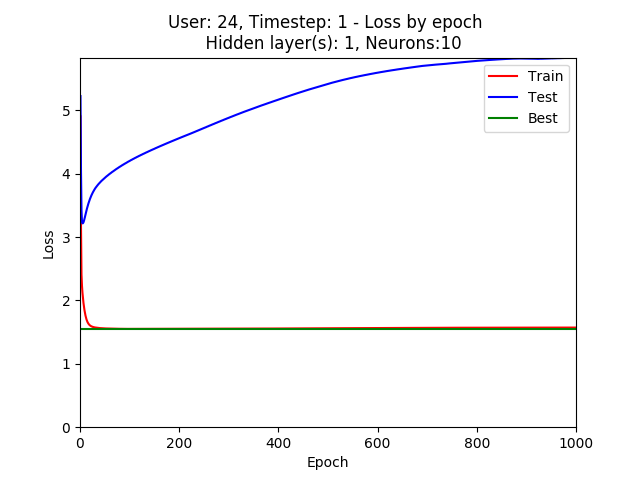 User: 24, Timestep: 1 - Loss by epoch
Hidden layer(s): 1, Neurons:10
Train
Test
Best
5
4
3
2
1
0
Loss
0 200 400 600 800 1000
Epoch